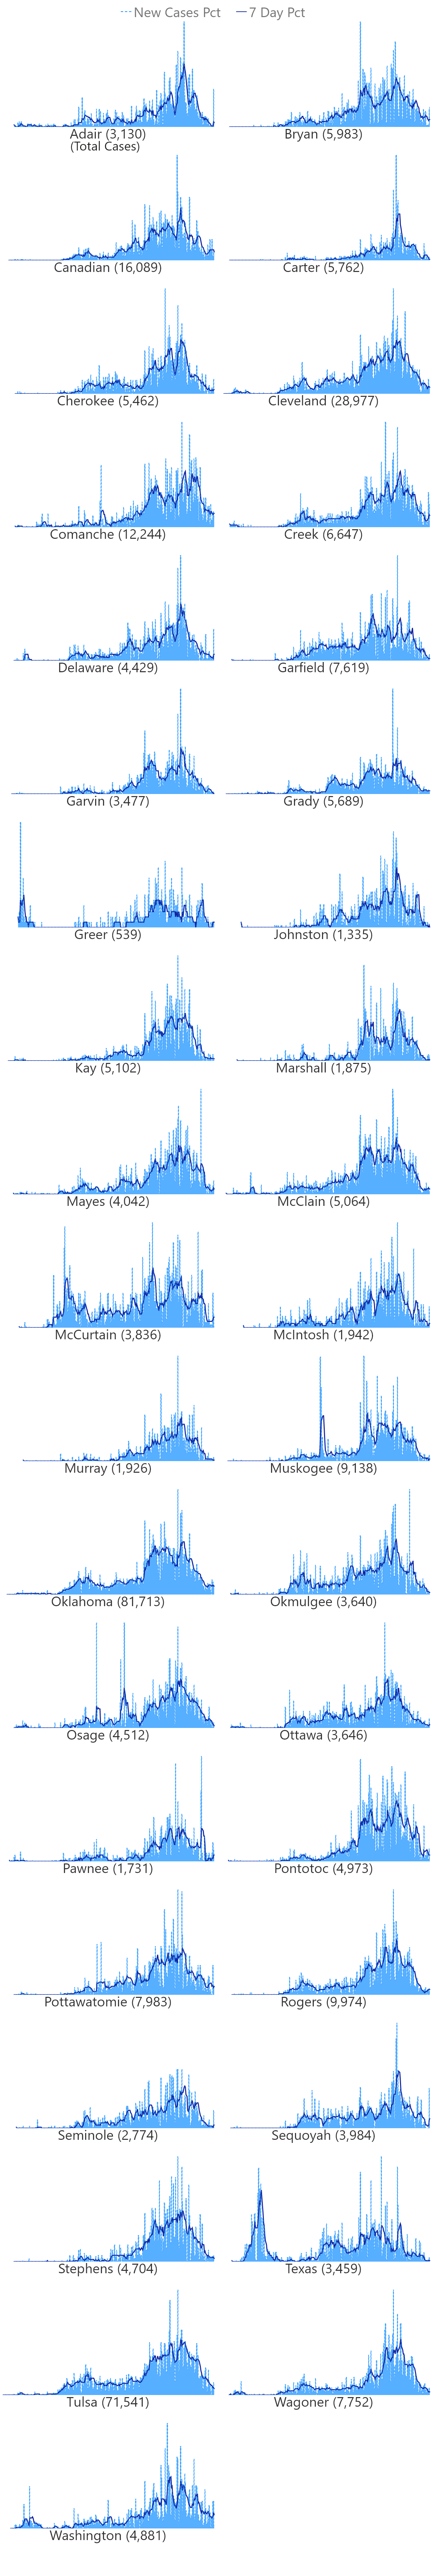 New Cases Pct 7 Day Pct
Adair (3,130)
(Total Cases)
Bryan (5,983)
Canadian (16,089)
Carter (5,762)
Cherokee (5,462)
Cleveland (28,977)
Comanche (12,244)
Creek (6,647)
Delaware (4,429)
Garfield (7,619)
Garvin (3,477)
Grady (5,689)
Greer (539)
Johnston (1,335)
Kay (5,102)
Marshall (1,875)
Mayes (4,042)
McClain (5,064)
McCurtain (3,836)
McIntosh (1,942)
Murray (1,926)
Muskogee (9,138)
Oklahoma (81,713)
Okmulgee (3,640)
Osage (4,512)
Ottawa (3,646)
Pawnee (1,731)
Pontotoc (4,973)
Pottawatomie (7,983)
Rogers (9,974)
Seminole (2,774)
Sequoyah (3,984)
Stephens (4,704)
Texas (3,459)
Tulsa (71,541)
Wagoner (7,752)
Washington (4,881)